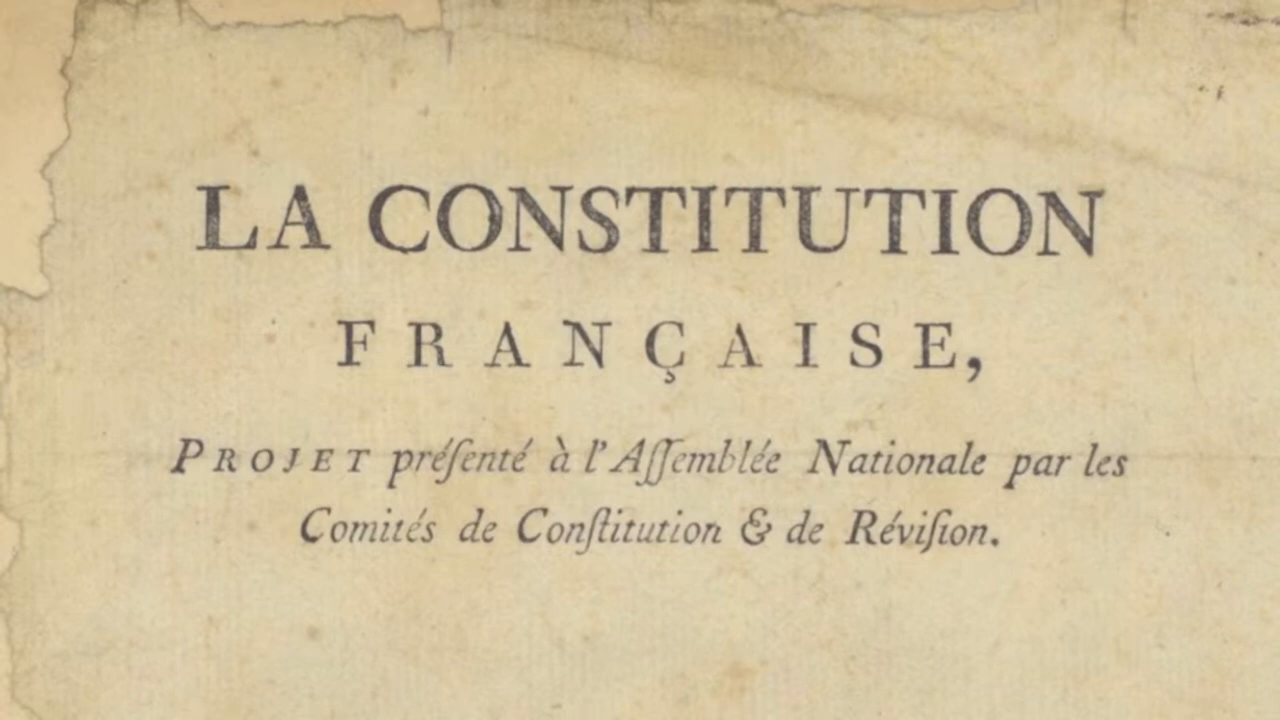 LA CONSTITUTION
FRANÇAISE,
PROJET préſenté à l'Aſſemblée Nationale par les
Comités de Conſtitution & de Réviſion.